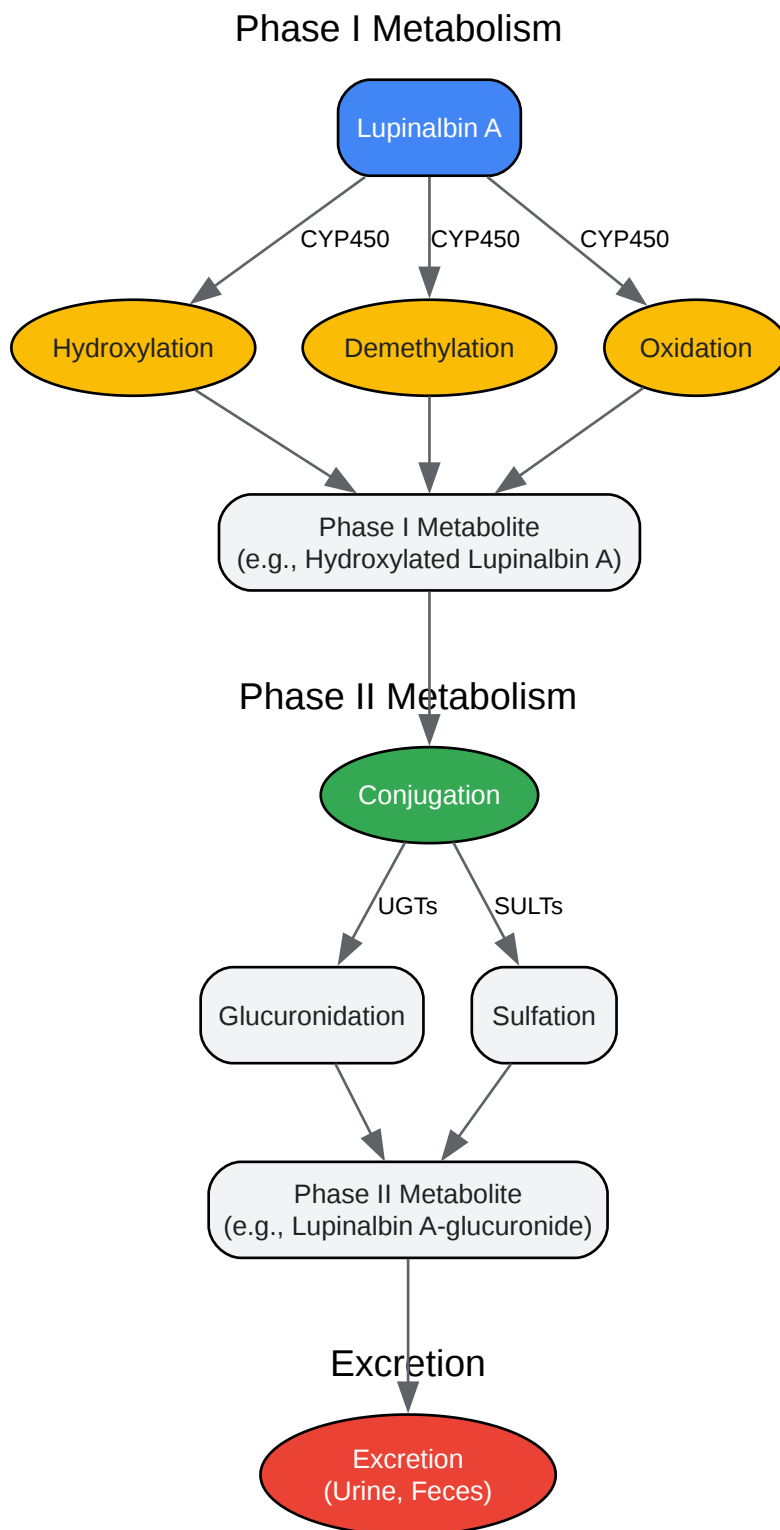 Phase I Metabolism
Lupinalbin A
CYP450
CYP450
CYP450
Hydroxylation
Demethylation
Oxidation
Phase I Metabolite
(e.g., Hydroxylated Lupinalbin A)
Phase II Metabolism
Conjugation
UGTs
SULTs
Glucuronidation
Sulfation
Phase II Metabolite
(e.g., Lupinalbin A-glucuronide)
Excretion
Excretion
(Urine, Feces)